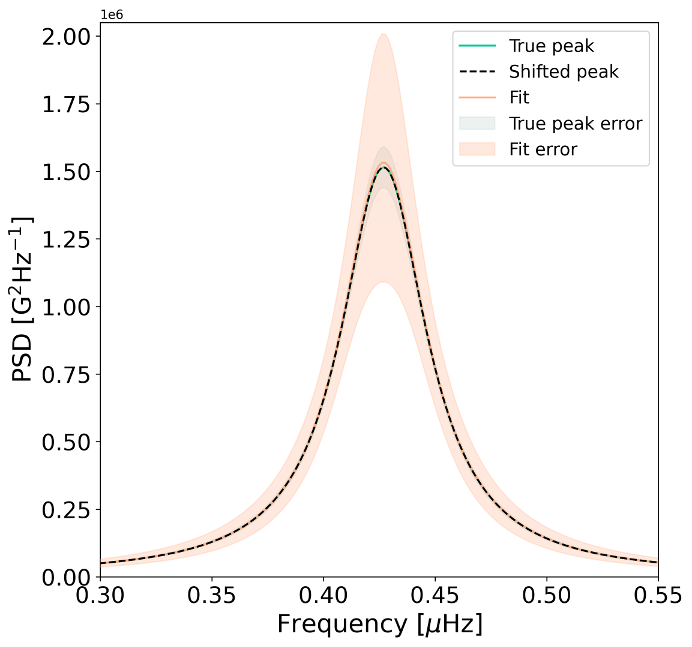 1e6
2.00
1.75
1.50
1.25
1.00
0.75
0.50
0.25
0.00
PSD [G²Hz⁻¹]
0.30 0.35 0.40 0.45 0.50 0.55
Frequency [μHz]
True peak
Shifted peak
Fit
True peak error
Fit error